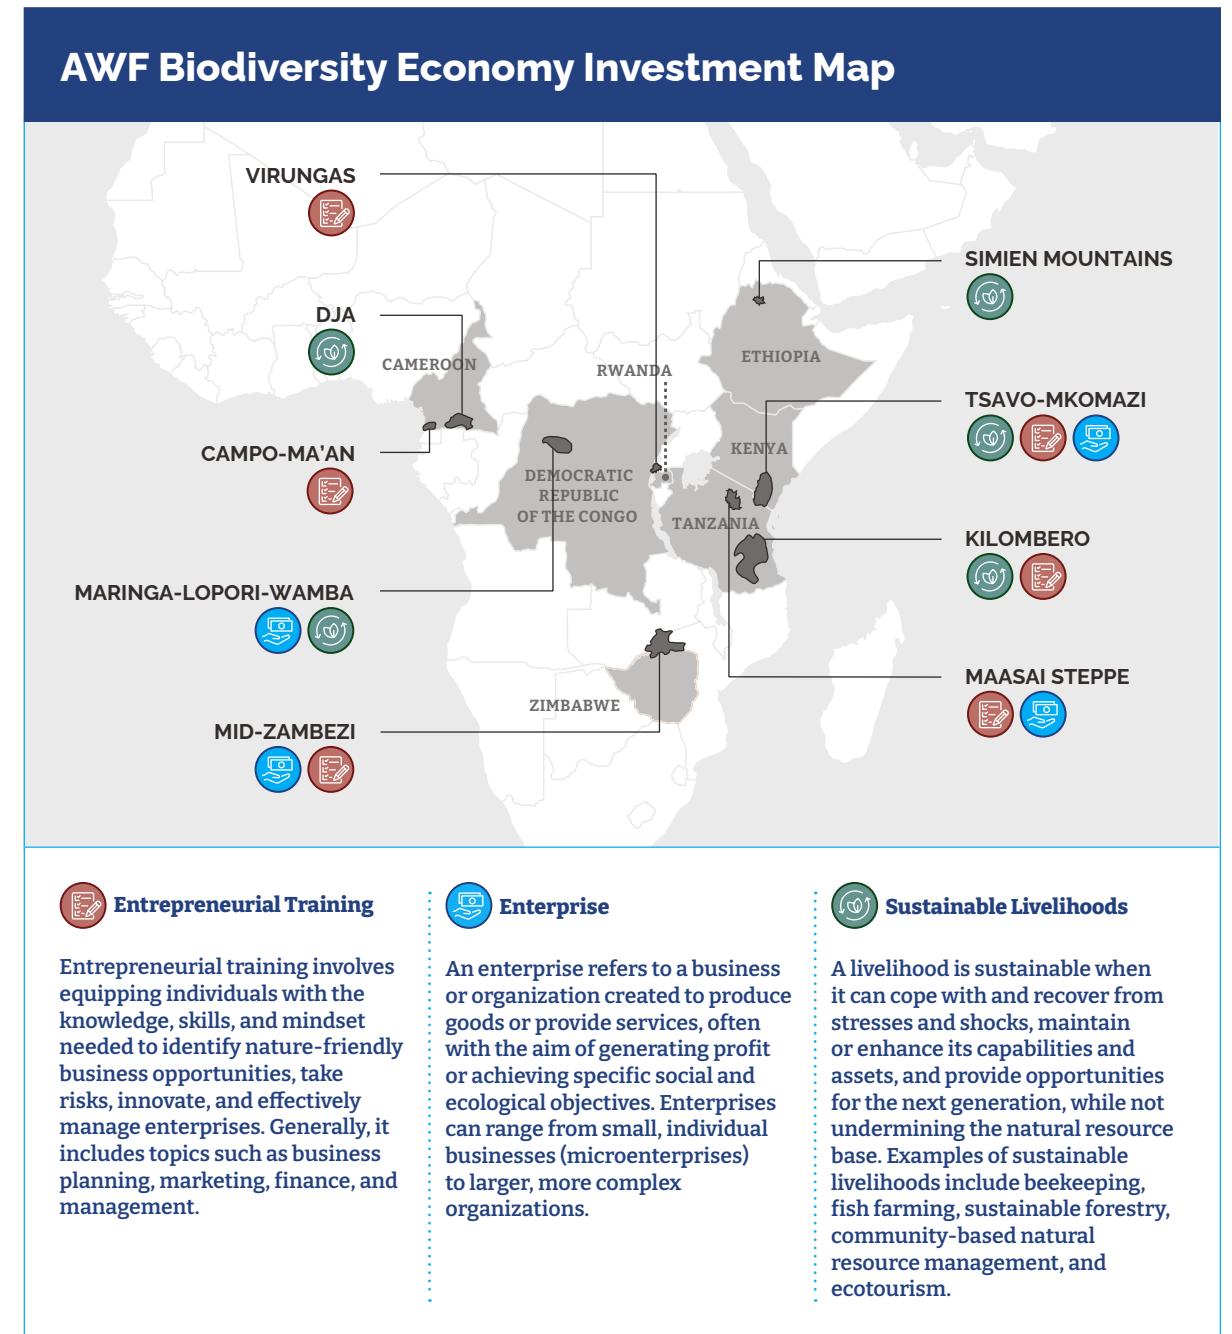 AWF Biodiversity Economy Investment Map
VIRUNGAS
DJA
CAMPO-MA'AN
MARINGA-LOPORI-WAMBA
MID-ZAMBEZI
CAMEROON
RWANDA
ETHIOPIA
KENYA
DEMOCRATIC
REPUBLIC
OF THE CONGO
TANZANIA
ZIMBABWE
SIMIEN MOUNTAINS
TSAVO-MKOMAZI
KILOMBERO
MAASAI STEPPE
Entrepreneurial Training
Entrepreneurial training involves
equipping individuals with the
knowledge, skills, and mindset
needed to identify nature-friendly
business opportunities, take
risks, innovate, and effectively
manage enterprises. Generally, it
includes topics such as business
planning, marketing, finance, and
management.
Enterprise
An enterprise refers to a business
or organization created to produce
goods or provide services, often
with the aim of generating profit
or achieving specific social and
ecological objectives. Enterprises
can range from small, individual
businesses (microenterprises)
to larger, more complex
organizations.
Sustainable Livelihoods
A livelihood is sustainable when
it can cope with and recover from
stresses and shocks, maintain
or enhance its capabilities and
assets, and provide opportunities
for the next generation, while not
undermining the natural resource
base. Examples of sustainable
livelihoods include beekeeping,
fish farming, sustainable forestry,
community-based natural
resource management, and
ecotourism.